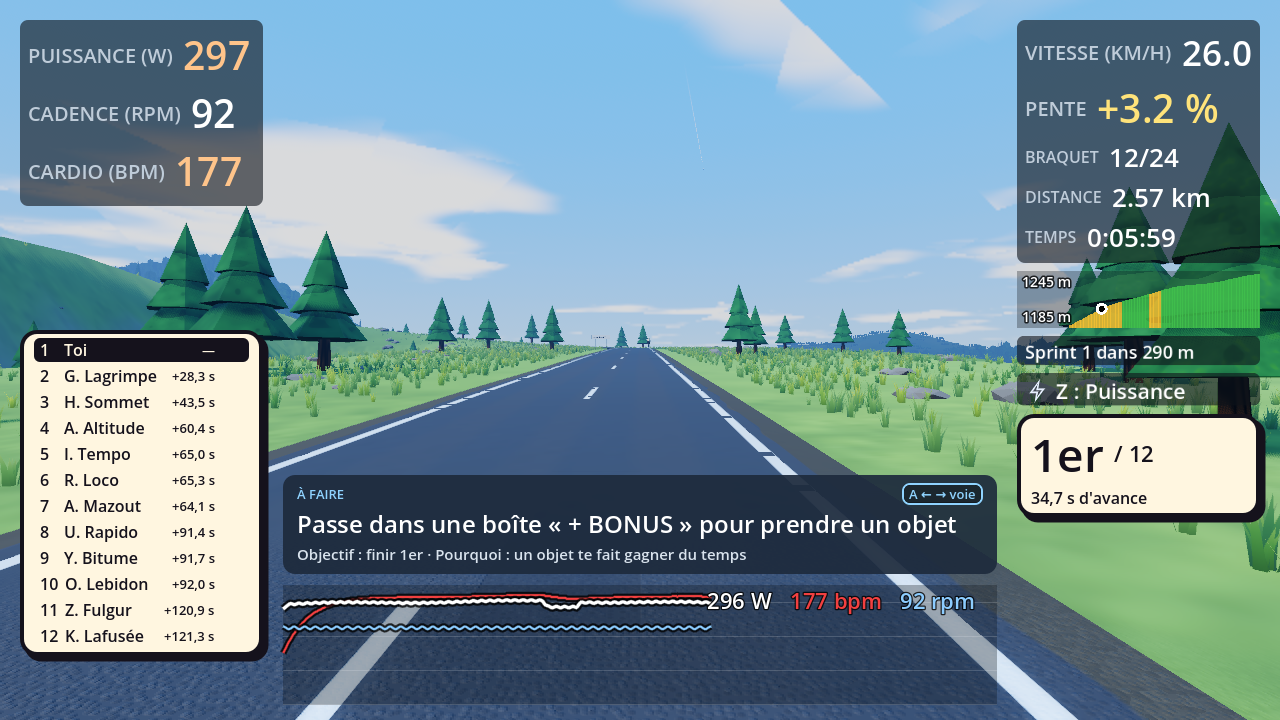 PUISSANCE (W) 297
CADENCE (RPM) 92
CARDIO (BPM) 177
VITESSE (KM/H) 26.0
PENTE +3.2 %
BRAQUET 12/24
DISTANCE 2.57 km
TEMPS 0:05:59
1245 m
1185 m
Sprint 1 dans 290 m
Z : Puissance
1er / 12
34,7 s d'avance
1 Toi —
2 G. Lagrimpe +28,3 s
3 H. Sommet +43,5 s
4 A. Altitude +60,4 s
5 I. Tempo +65,0 s
6 R. Loco +65,3 s
7 A. Mazout +64,1 s
8 U. Rapido +91,4 s
9 Y. Bitume +91,7 s
10 O. Lebidon +92,0 s
11 Z. Fulgur +120,9 s
12 K. Lafusée +121,3 s
À FAIRE
A ← → voie
Passe dans une boîte « + BONUS » pour prendre un objet
Objectif : finir 1er · Pourquoi : un objet te fait gagner du temps
296 W 177 bpm 92 rpm